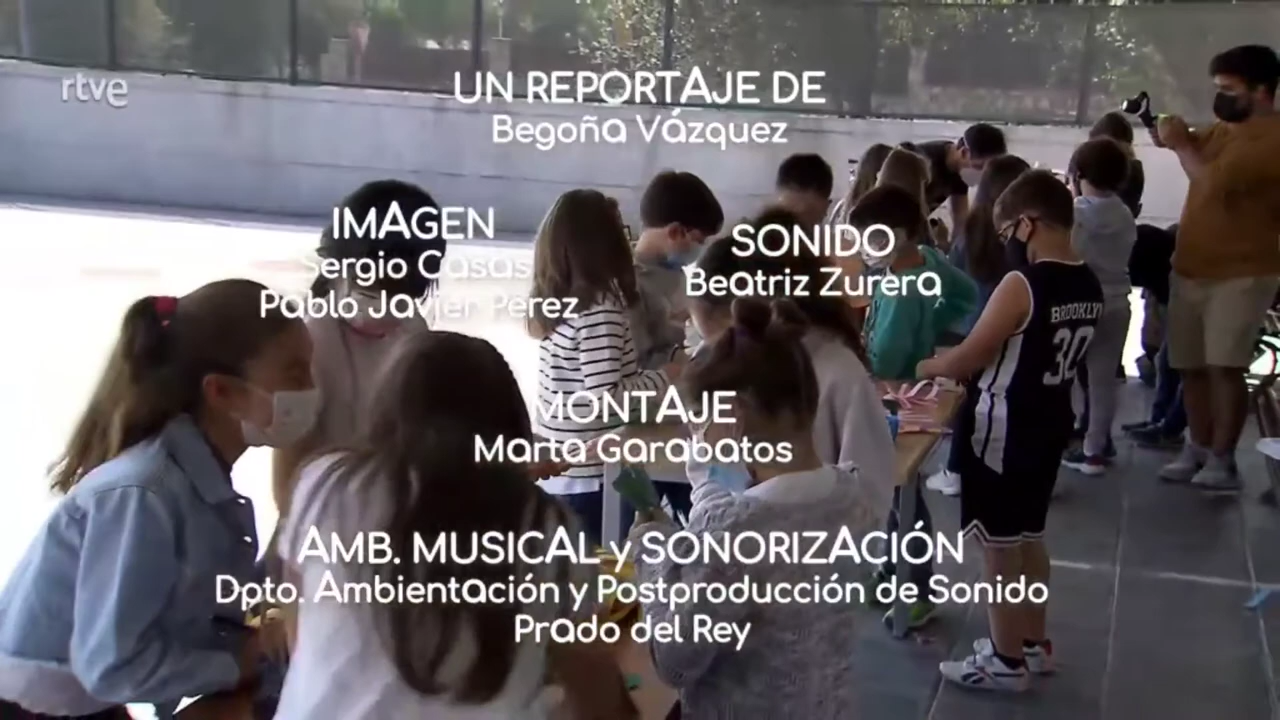 rtve
UN REPORTAJE DE
Begoña Vázquez
IMAGEN
Sergio Casas
Pablo Javier Pérez
SONIDO
Beatriz Zurera
BROOKLYN
30
MONTAJE
Marta Garabatos
AMB. MUSICAL y SONORIZACIÓN
Dpto. Ambientación y Postproducción de Sonido
Prado del Rey